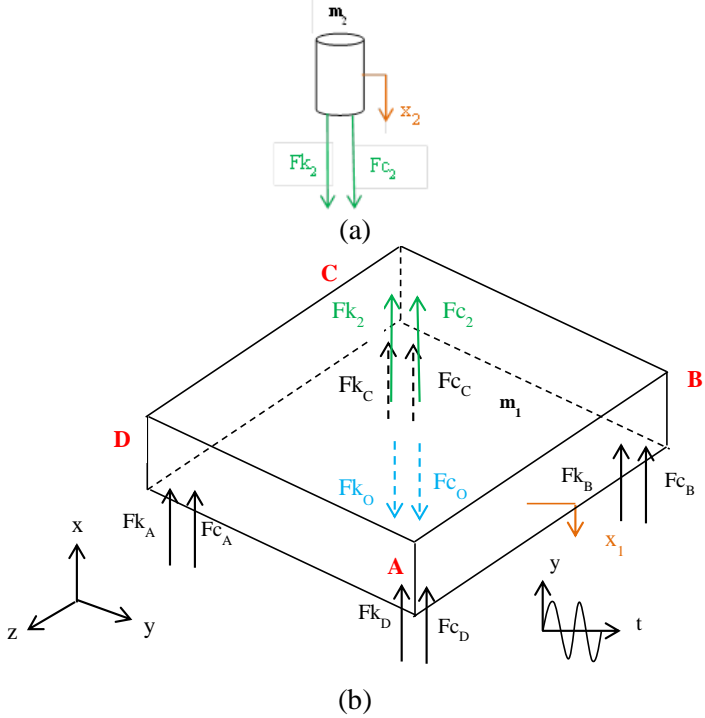 m2
x2
Fk2 Fc2
(a)
C
Fk2 Fc2
FkC FcC
B
m1
D
FkO FcO
FkB FcB
FkA FcA
x1
A
x
y
FkD FcD
z y
t
(b)